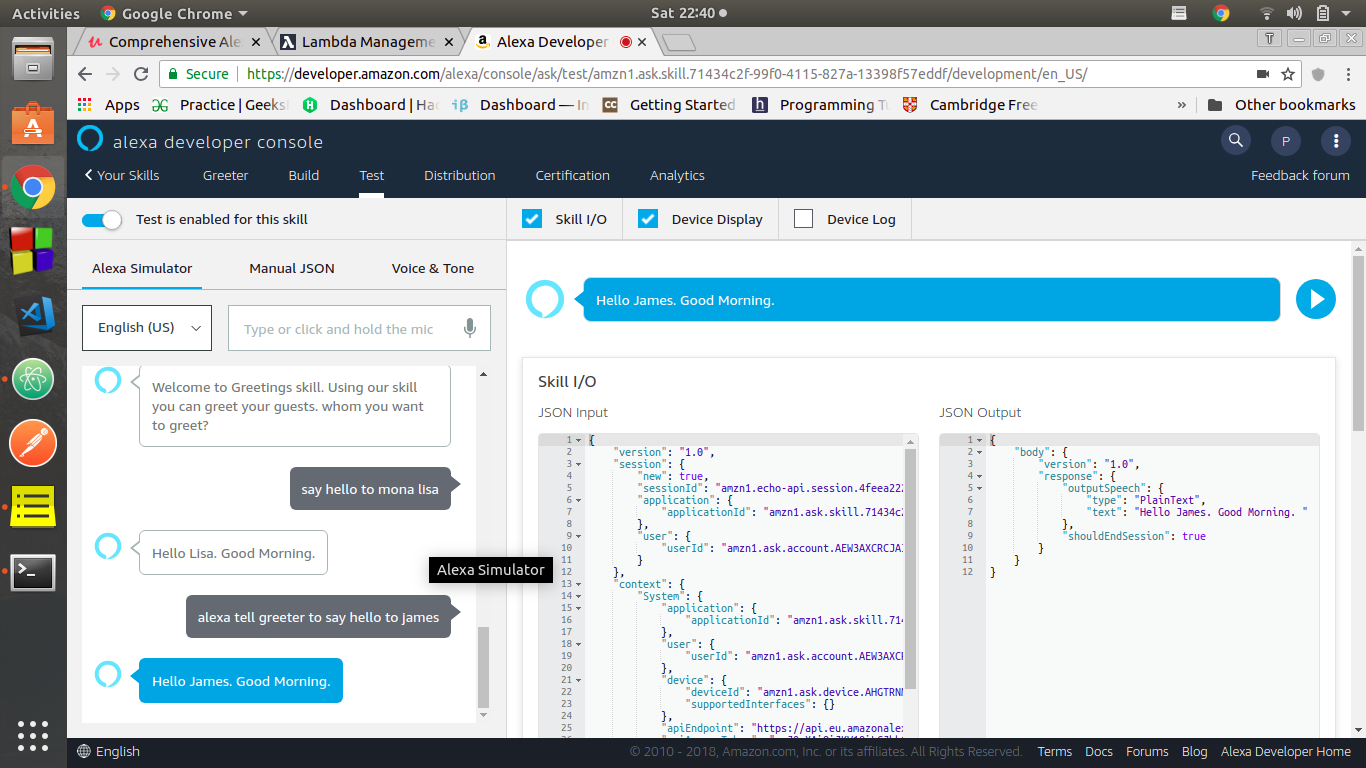 Activities
Google Chrome
Sat 22:40
Comprehensive Ale
Lambda Manageme
Alexa Developer
T
Secure
https://developer.amazon.com/alexa/console/ask/test/amzn1.ask.skill.71434c2f-99f0-4115-827a-13398f57eddf/development/en_US/
Apps
Practice | Geeks
Dashboard | Hac
Dashboard — In
Getting Started
Programming Tu
Cambridge Free
»
Other bookmarks
alexa developer console
P
Your Skills
Greeter
Build
Test
Distribution
Certification
Analytics
Feedback forum
Test is enabled for this skill
Skill I/O
Device Display
Device Log
Alexa Simulator
Manual JSON
Voice & Tone
English (US)
Type or click and hold the mic
Welcome to Greetings skill. Using our skill
you can greet your guests. whom you want
to greet?
say hello to mona lisa
Hello Lisa. Good Morning.
Alexa Simulator
alexa tell greeter to say hello to james
Hello James. Good Morning.
Hello James. Good Morning.
Skill I/O
JSON Input
1 {
2 "version": "1.0",
3 "session": {
4 "new": true,
5 "sessionId": "amzn1.echo-api.session.4feea222
6 "application": {
7 "applicationId": "amzn1.ask.skill.71434c2
8 },
9 "user": {
10 "userId": "amzn1.ask.account.AEW3AXCRCJA
11 }
12 },
13 "context": {
14 "System": {
15 "application": {
16 "applicationId": "amzn1.ask.skill.714
17 },
18 "user": {
19 "userId": "amzn1.ask.account.AEW3AXC
20 },
21 "device": {
22 "deviceId": "amzn1.ask.device.AHGTRN
23 "supportedInterfaces": {}
24 },
25 "apiEndpoint": "https://api.eu.amazonale
JSON Output
1 {
2 "body": {
3 "version": "1.0",
4 "response": {
5 "outputSpeech": {
6 "type": "PlainText",
7 "text": "Hello James. Good Morning. "
8 },
9 "shouldEndSession": true
10 }
11 }
12 }
English
© 2010 - 2018, Amazon.com, Inc. or its affiliates. All Rights Reserved.
Terms
Docs
Forums
Blog
Alexa Developer Home